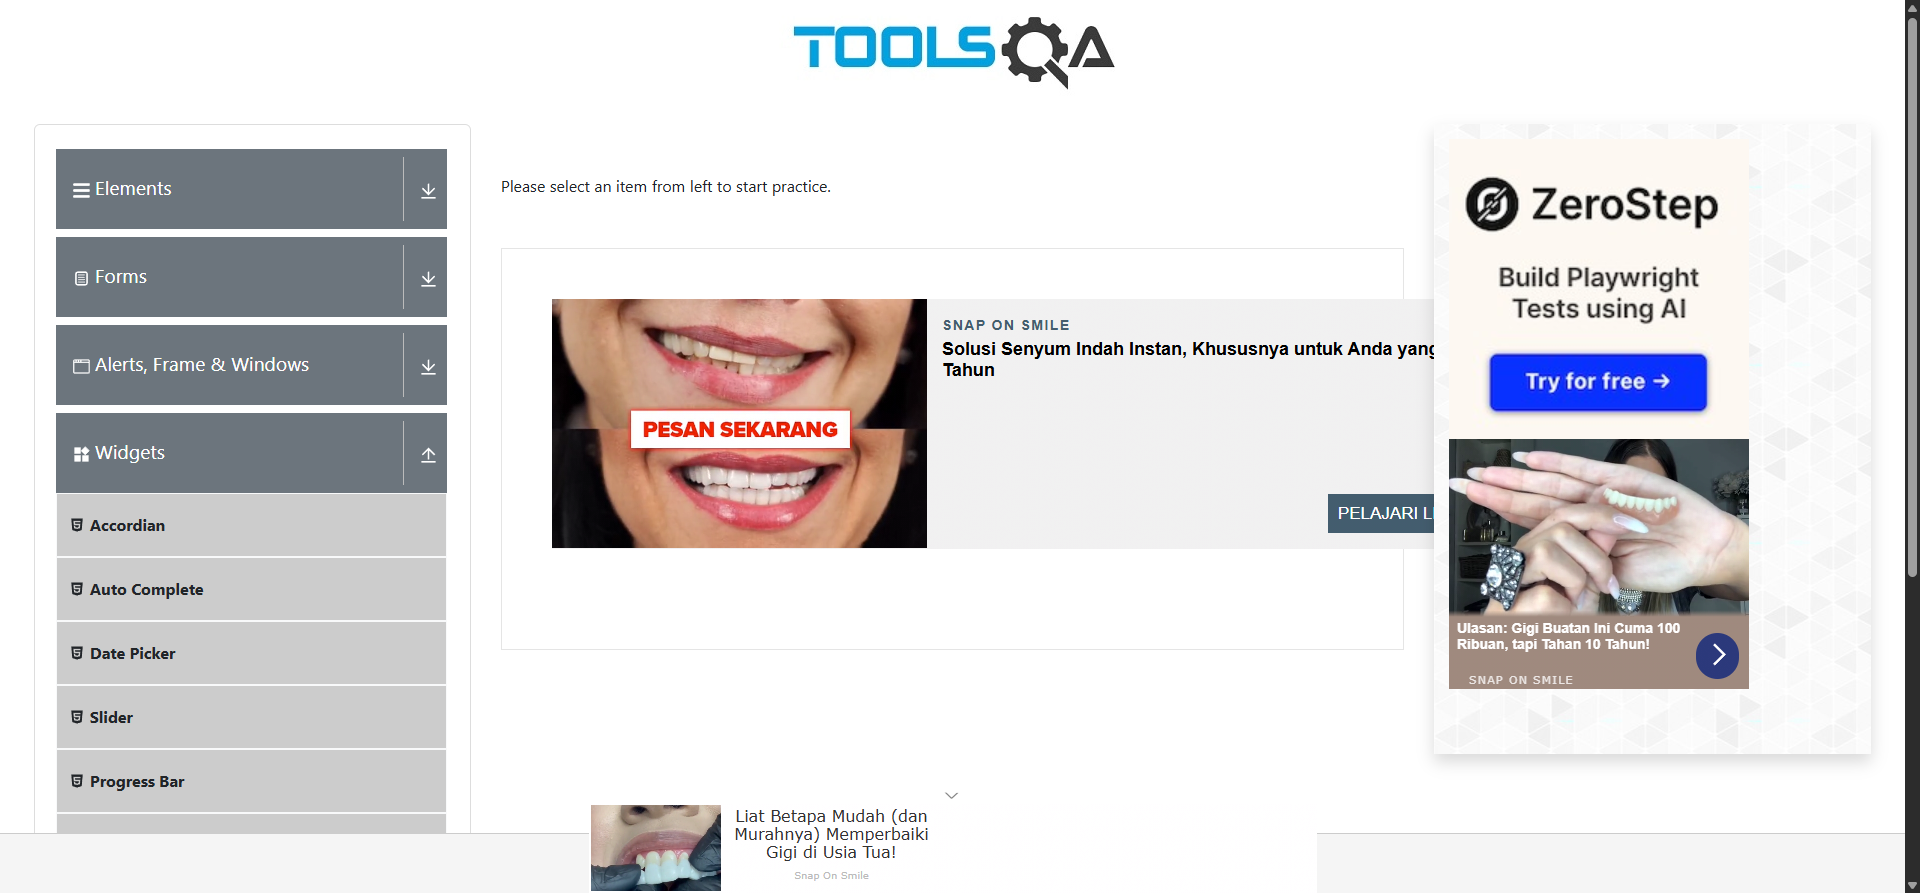 TOOLSQA
Elements
Forms
Alerts, Frame & Windows
Widgets
Accordian
Auto Complete
Date Picker
Slider
Progress Bar
Please select an item from left to start practice.
PESAN SEKARANG
SNAP ON SMILE
Solusi Senyum Indah Instan, Khususnya untuk Anda yang
Tahun
PELAJARI
ZeroStep
Build Playwright
Tests using AI
Try for free →
Ulasan: Gigi Buatan Ini Cuma 100
Ribuan, tapi Tahan 10 Tahun!
SNAP ON SMILE
Liat Betapa Mudah (dan
Murahnya) Memperbaiki
Gigi di Usia Tua!
Snap On Smile